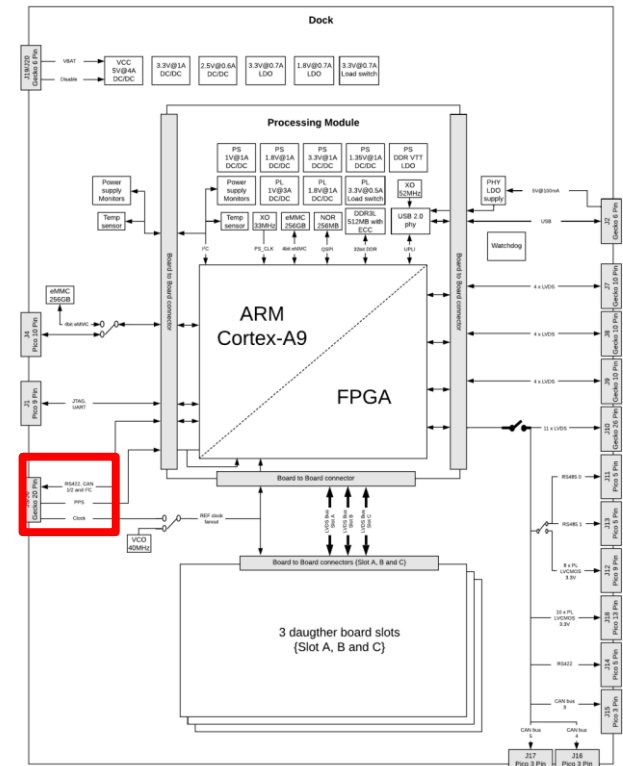 Dock
J19/J20
Gecko 6 Pin
VBAT
Disable
VCC
5V@4A
DC/DC
3.3V@1A
DC/DC
2.5V@0.6A
DC/DC
3.3V@0.7A
LDO
1.8V@0.7A
LDO
3.3V@0.7A
Load switch
Processing Module
PS
1V@1A
DC/DC
PS
1.8V@1A
DC/DC
PS
3.3V@1A
DC/DC
PS
1.35V@1A
DC/DC
PS
DDR VTT
LDO
Power
supply
Monitors
PL
1V@3A
DC/DC
PL
1.8V@1A
DC/DC
PL
3.3V@0.5A
Load switch
XO
52MHz
Temp
sensor
XO
33MHz
eMMC
256GB
NOR
256MB
DDR3L
512MB with
ECC
USB 2.0
phy
I²C
PS_CLK
4bit eMMC
QSPI
32bit DDR
UPLI
Power
supply
Monitors
Temp
sensor
Board to Board connector
Board to Board connector
ARM
Cortex-A9
FPGA
PHY
LDO
supply
5V@100mA
USB
J2
Gecko 6 Pin
Watchdog
4 x LVDS
J7
Gecko 10 Pin
4 x LVDS
J8
Gecko 10 Pin
4 x LVDS
J9
Gecko 10 Pin
11 x LVDS
J10
Gecko 26 Pin
eMMC
256GB
4bit eMMC
J4
Pico 10 Pin
JTAG,
UART
J1
Pico 9 Pin
RS422, CAN
1/2 and I²C
PPS
Clock
Gecko 20 Pin
VCO
40MHz
REF clock
fanout
Board to Board connector
LVDS Bus
Slot A
LVDS Bus
Slot B
LVDS Bus
Slot C
Board to Board connectors {Slot A, B and C}
3 daugther board slots
{Slot A, B and C}
RS485 0
J11
Pico 5 Pin
RS485 1
J13
Pico 5 Pin
8 x PL
LVCMOS
3.3V
J12
Pico 9 Pin
10 x PL
LVCMOS
3.3V
J18
Pico 13 Pin
RS422
J14
Pico 5 Pin
CAN bus
3
J15
Pico 3 Pin
CAN bus
5
CAN bus
4
J17
Pico 3 Pin
J16
Pico 3 Pin